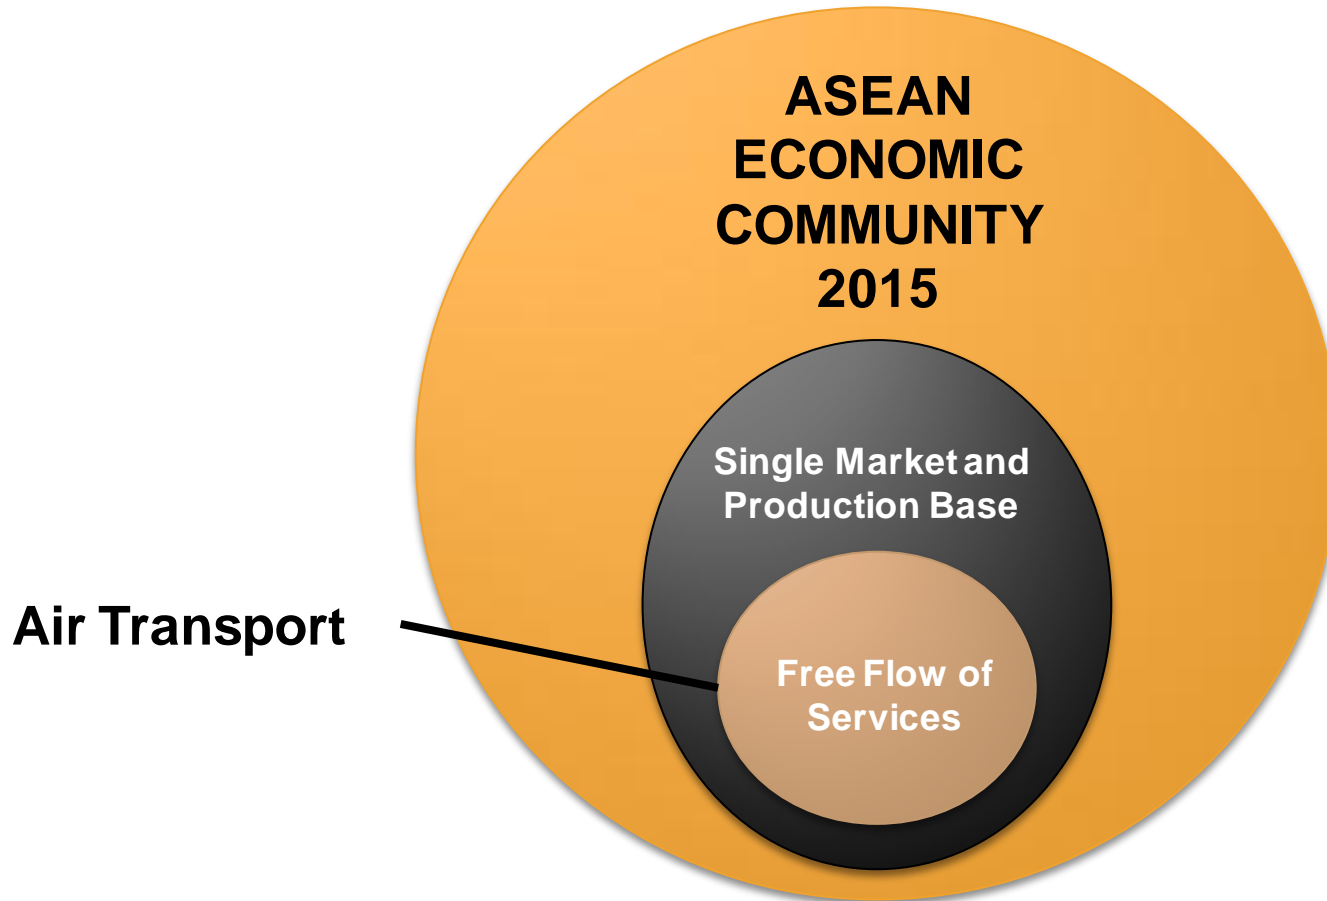 ASEAN
ECONOMIC
COMMUNITY
2015
Single Market and
Production Base
Air Transport
Free Flow of
Services